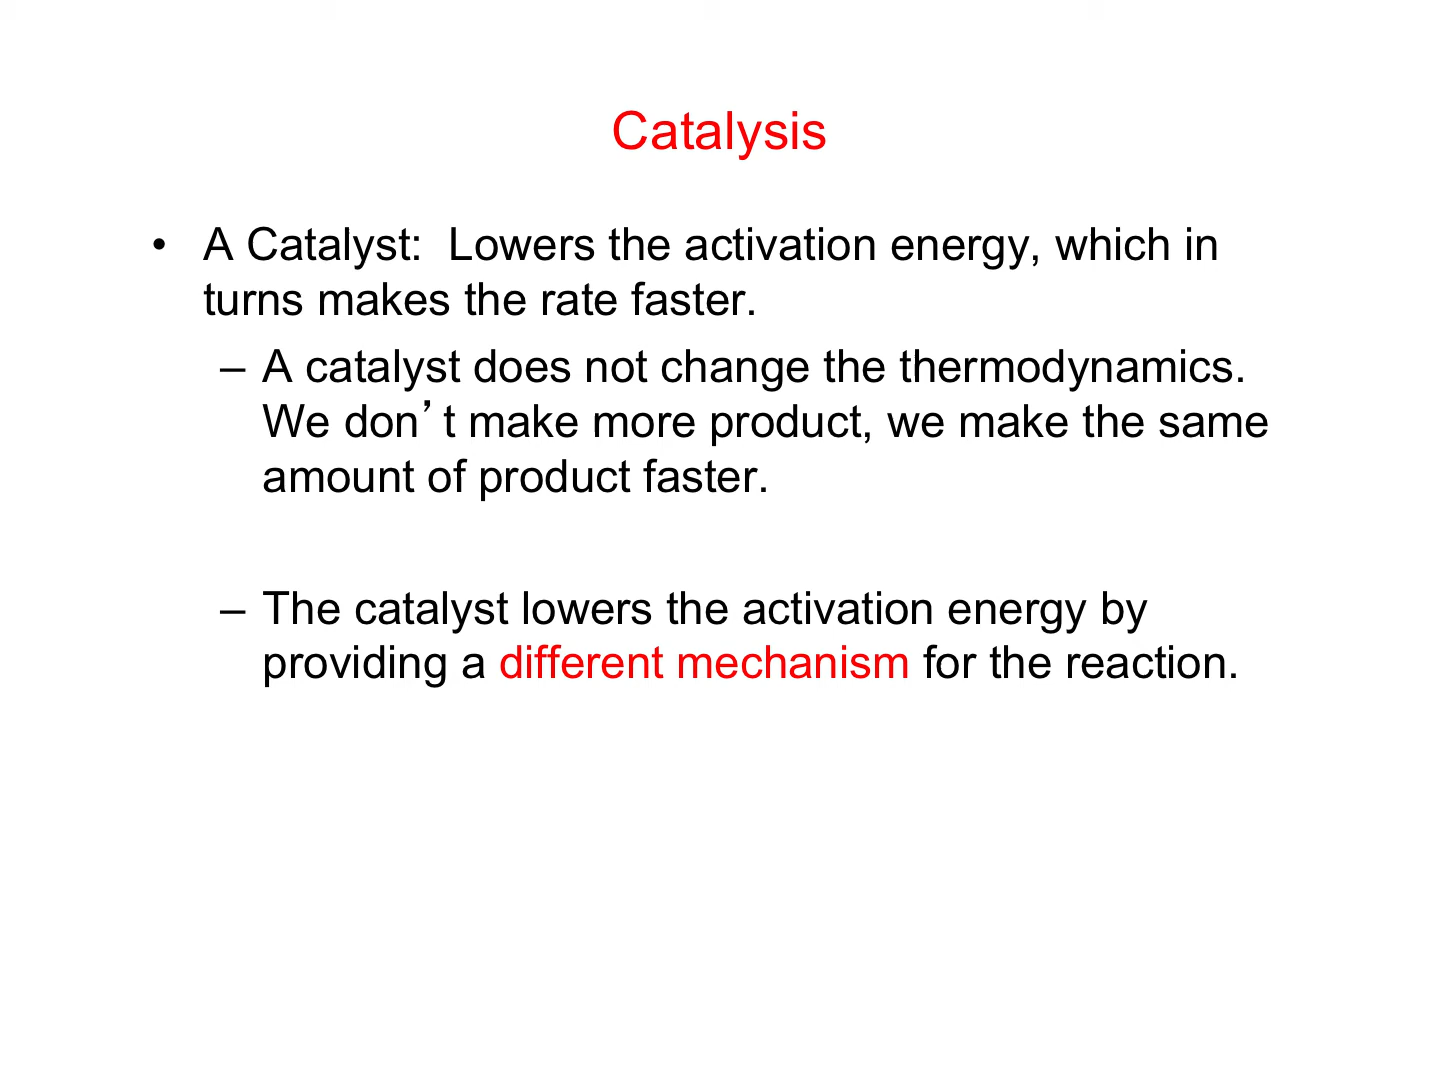 Catalysis
• A Catalyst:  Lowers the activation energy, which in
turns makes the rate faster.
– A catalyst does not change the thermodynamics.
We don’t make more product, we make the same
amount of product faster.
– The catalyst lowers the activation energy by
providing a different mechanism for the reaction.